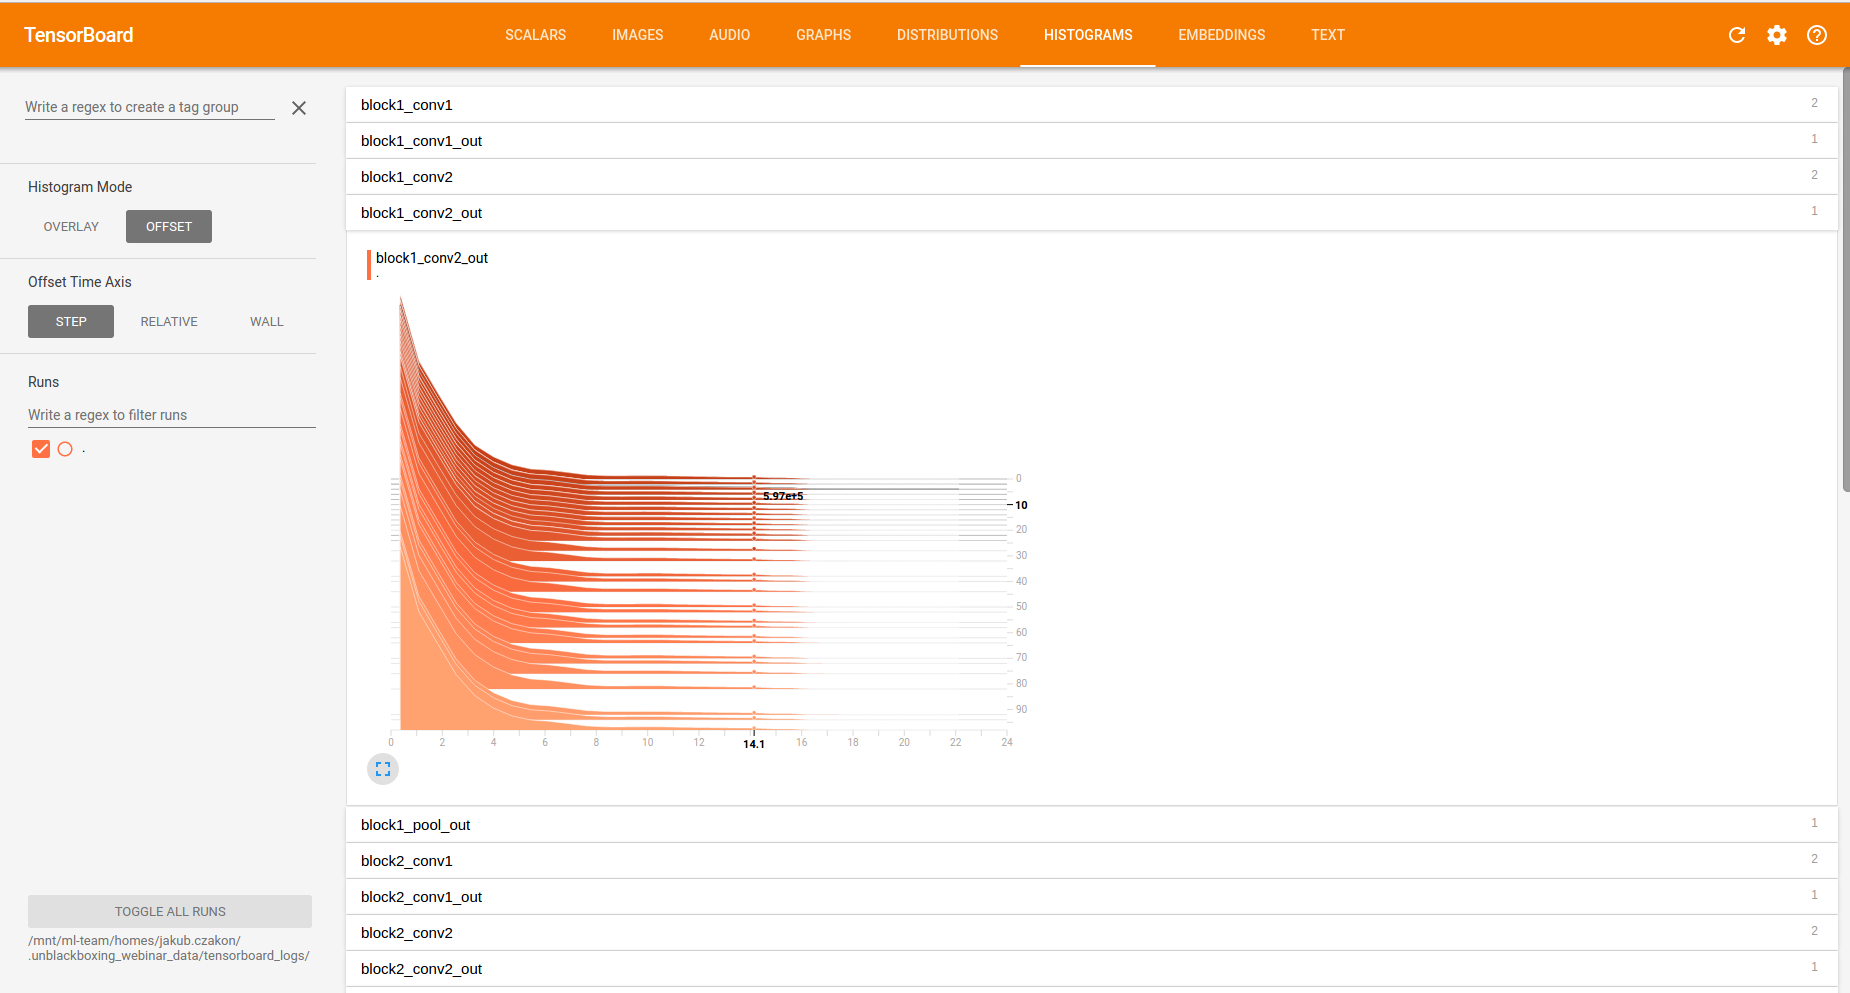 TensorBoard
SCALARS IMAGES AUDIO GRAPHS DISTRIBUTIONS HISTOGRAMS EMBEDDINGS TEXT
Write a regex to create a tag group
Histogram Mode
OVERLAY OFFSET
Offset Time Axis
STEP RELATIVE WALL
Runs
Write a regex to filter runs
.
TOGGLE ALL RUNS
/mnt/ml-team/homes/jakub.czakon/
.unblackboxing_webinar_data/tensorboard_logs/
block1_conv1 2
block1_conv1_out 1
block1_conv2 2
block1_conv2_out 1
block1_conv2_out
.
5.97e+5
0
10
20
30
40
50
60
70
80
90
0 2 4 6 8 10 12 14.1 16 18 20 22 24
block1_pool_out 1
block2_conv1 2
block2_conv1_out 1
block2_conv2 2
block2_conv2_out 1